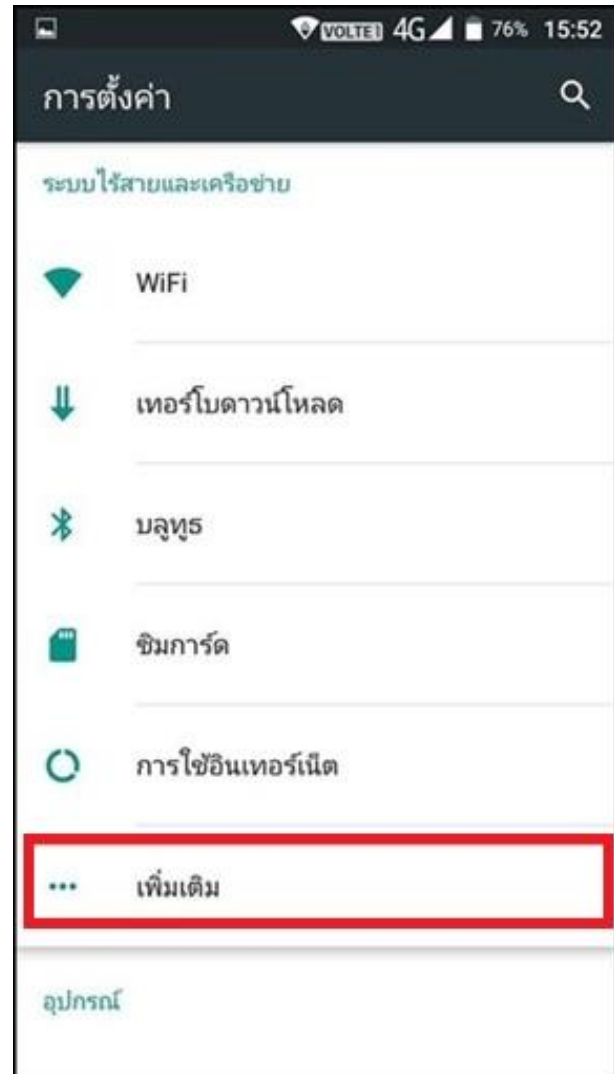 VOLTE1 4G 76% 15:52
การตั้งค่า
ระบบไร้สายและเครือข่าย
WiFi
เทอร์โบดาวน์โหลด
บลูทูธ
ซิมการ์ด
การใช้อินเทอร์เน็ต
เพิ่มเติม
อุปกรณ์